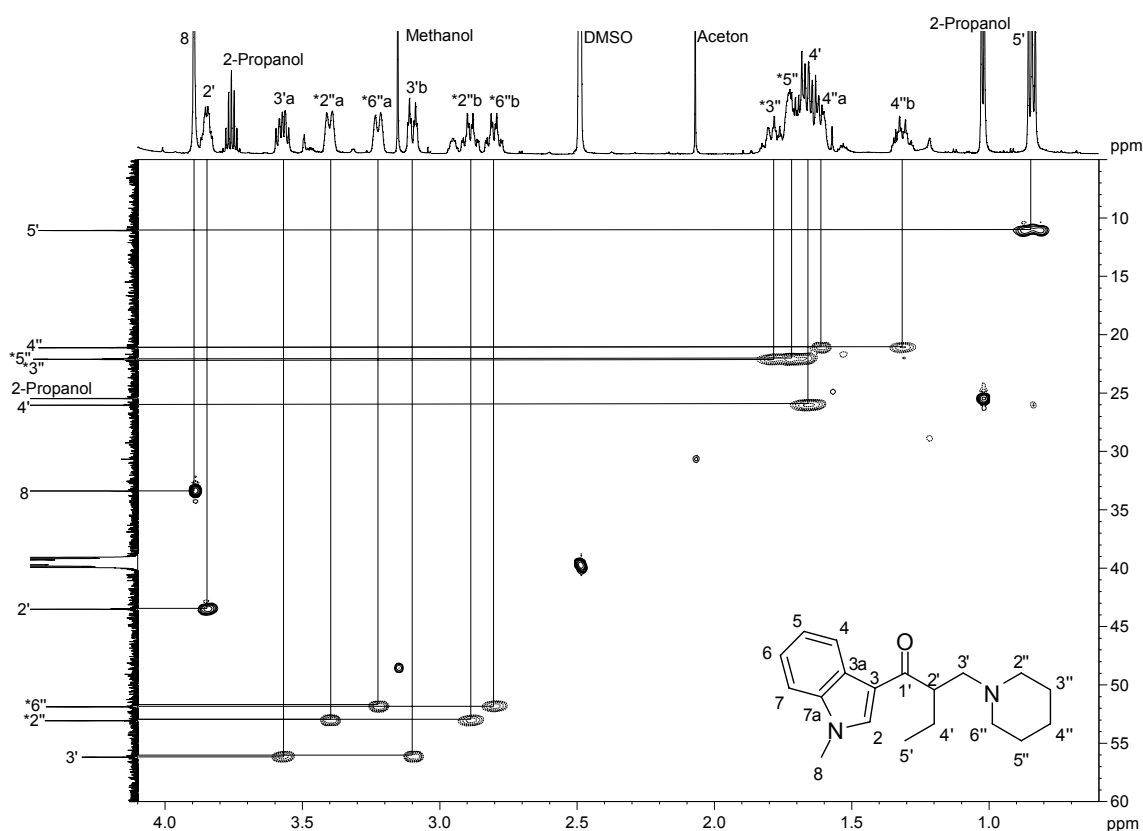 8
2'
2-Propanol
3'a
*2''a
*6''a
Methanol
3'b
*2''b
*6''b
DMSO
Aceton
*3''
*5''
4'
4''a
4''b
2-Propanol
5'
ppm
5'
4''
*5''
*3''
2-Propanol
4'
8
2'
*6''
*2''
3'
10
15
20
25
30
35
40
45
50
55
60
5
4
6
3a
3
O
1'
2'
3'
2''
3''
7
7a
N
2
N
4'
5'
6''
4''
5''
8
4.0 3.5 3.0 2.5 2.0 1.5 1.0 ppm